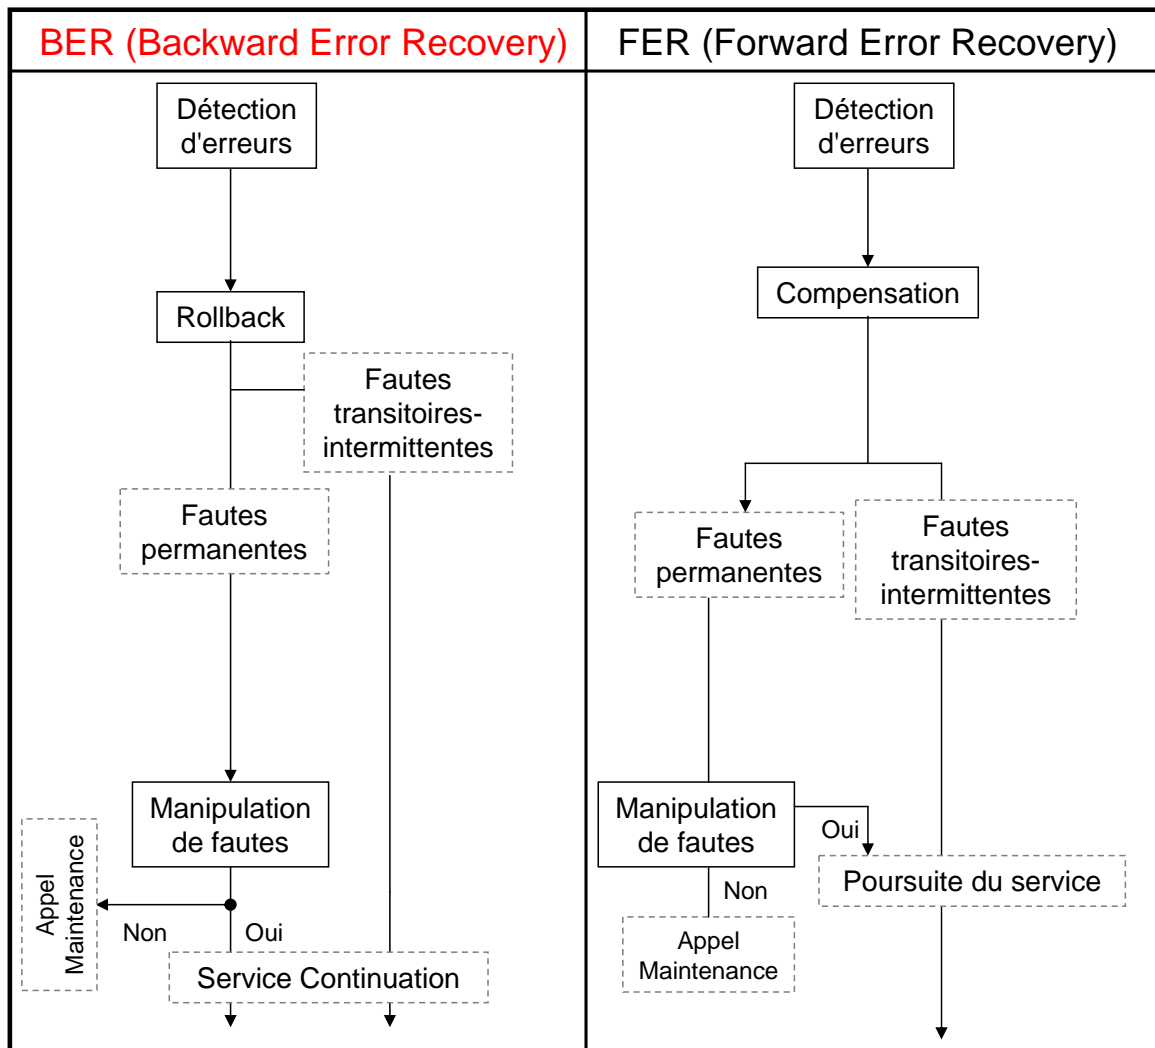 BER (Backward Error Recovery)
Détection
d'erreurs
Rollback
Fautes
transitoires-
intermittentes
Fautes
permanentes
Manipulation
de fautes
Appel
Maintenance
Non
Oui
Service Continuation
FER (Forward Error Recovery)
Détection
d'erreurs
Compensation
Fautes
permanentes
Fautes
transitoires-
intermittentes
Manipulation
de fautes
Oui
Non
Poursuite du service
Appel
Maintenance